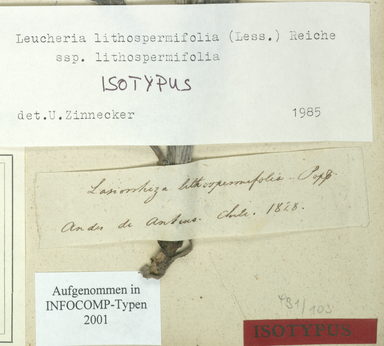 Leucheria lithospermifolia (Less.) Reiche
ssp. lithospermifolia
ISOTYPUS
det.U.Zinnecker 1985
Lasiorrhiza lithospermifolia - Popp.
Andes de Antuco. Chile. 1828.
Aufgenommen in
INFOCOMP-Typen
2001
/103
ISOTYPUS